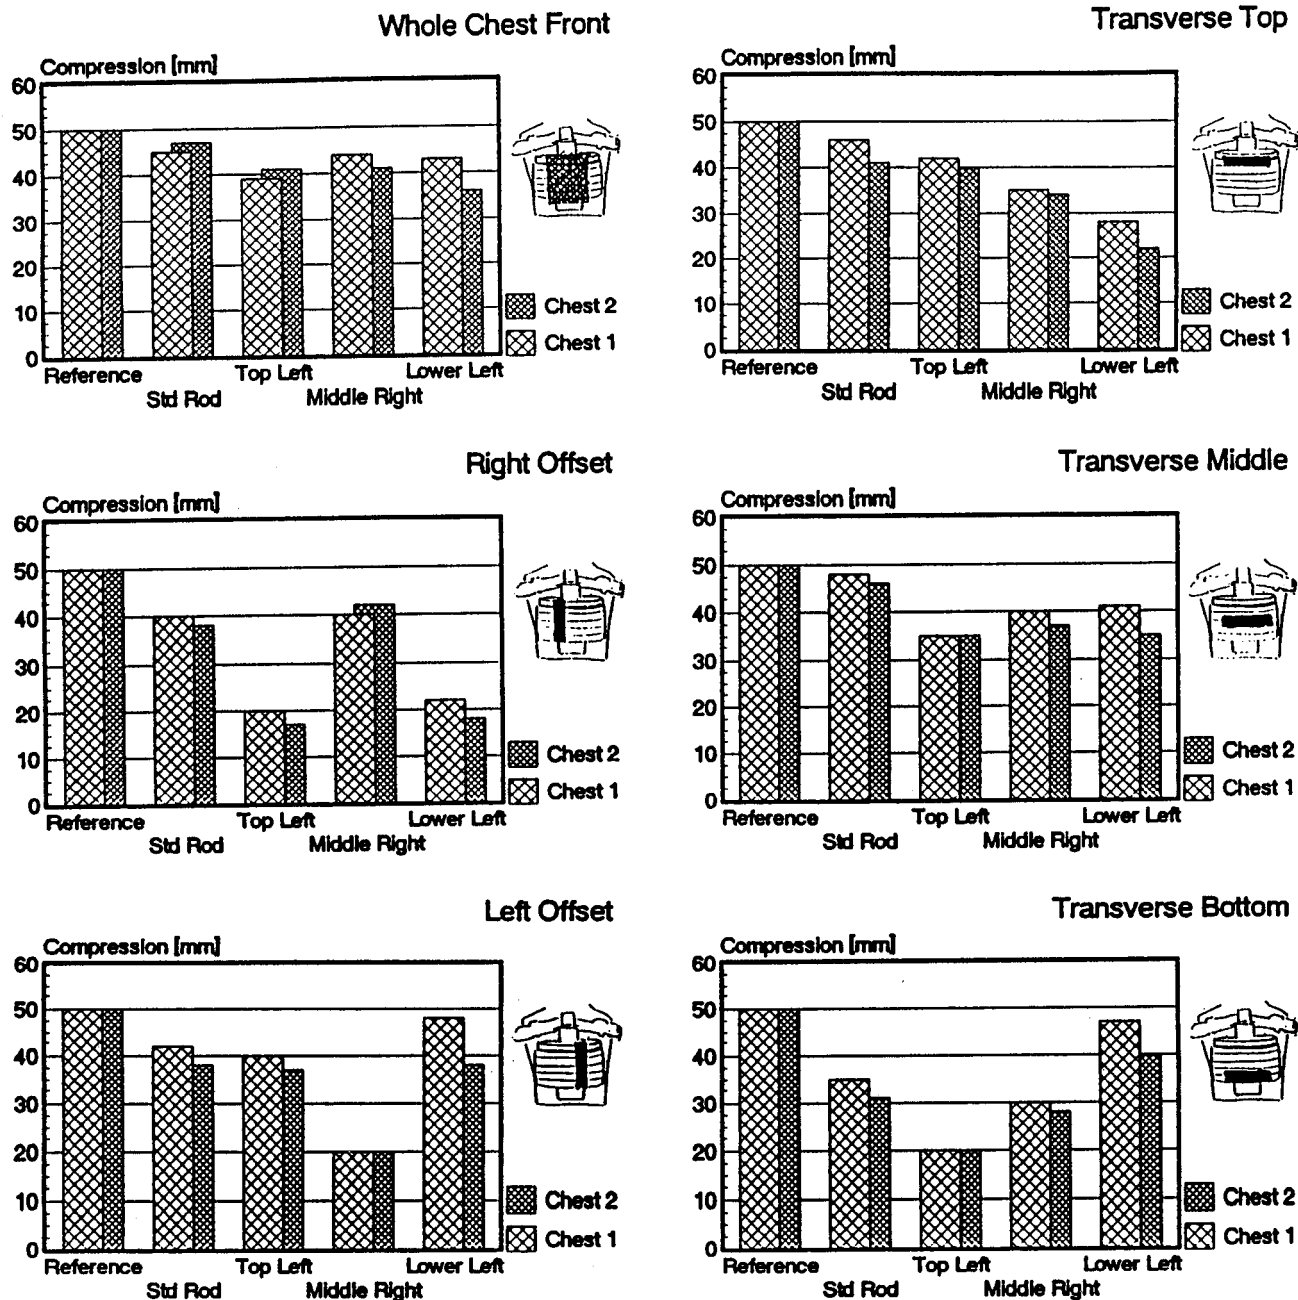 Whole Chest Front
Compression [mm]
60
50
40
30
20
10
0
Reference
Std Rod
Top Left
Middle Right
Lower Left
Chest 2
Chest 1
Transverse Top
Compression [mm]
60
50
40
30
20
10
0
Reference
Std Rod
Top Left
Middle Right
Lower Left
Chest 2
Chest 1
Right Offset
Compression [mm]
60
50
40
30
20
10
0
Reference
Std Rod
Top Left
Middle Right
Lower Left
Chest 2
Chest 1
Transverse Middle
Compression [mm]
60
50
40
30
20
10
0
Reference
Std Rod
Top Left
Middle Right
Lower Left
Chest 2
Chest 1
Left Offset
Compression [mm]
60
50
40
30
20
10
0
Reference
Std Rod
Top Left
Middle Right
Lower Left
Chest 2
Chest 1
Transverse Bottom
Compression [mm]
60
50
40
30
20
10
0
Reference
Std Rod
Top Left
Middle Right
Lower Left
Chest 2
Chest 1